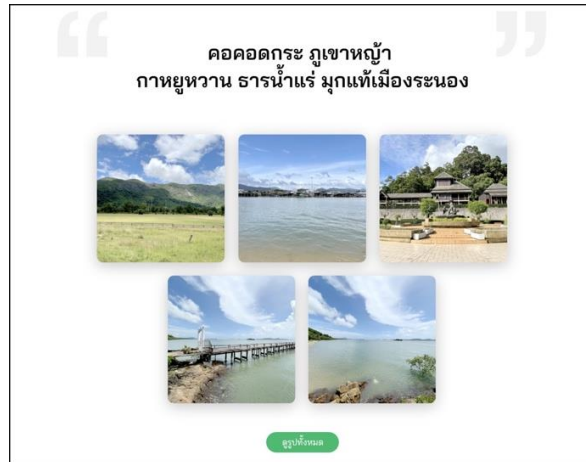 “ ”
คอคอดกระ ภูเขาหญ้า
กาหยูหวาน ธารน้ำแร่ มุกแท้เมืองระนอง
ดูรูปทั้งหมด